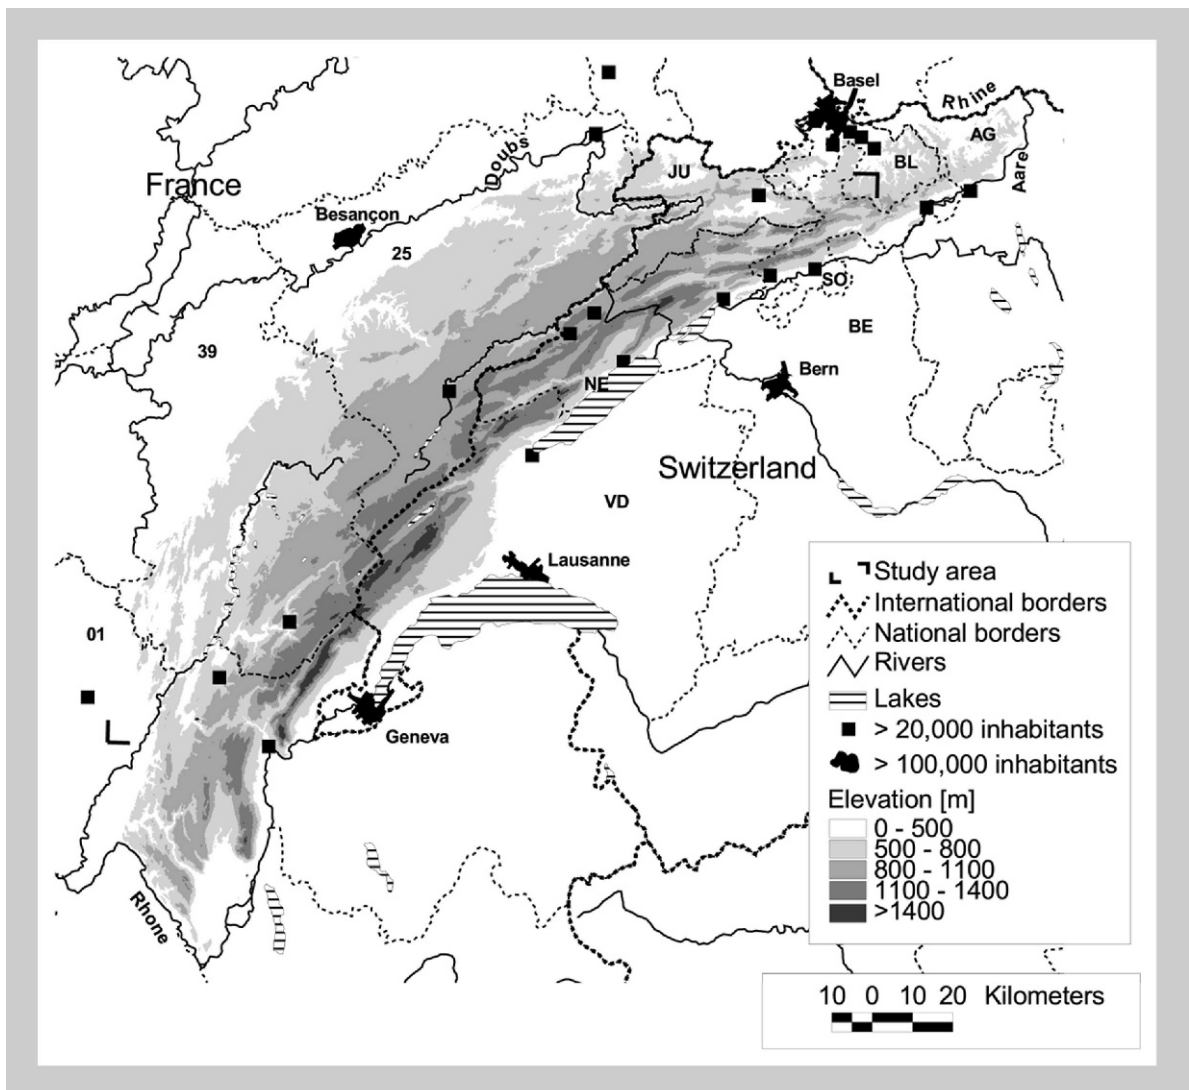 Basel
Rhine
AG
Doubs
JU
BL
Aare
France
Besançon
25
SO
BE
39
Bern
NE
Switzerland
VD
Lausanne
01
Geneva
Rhone
Study area
International borders
National borders
Rivers
Lakes
> 20,000 inhabitants
> 100,000 inhabitants
Elevation [m]
0 - 500
500 - 800
800 - 1100
1100 - 1400
>1400
10 0 10 20 Kilometers